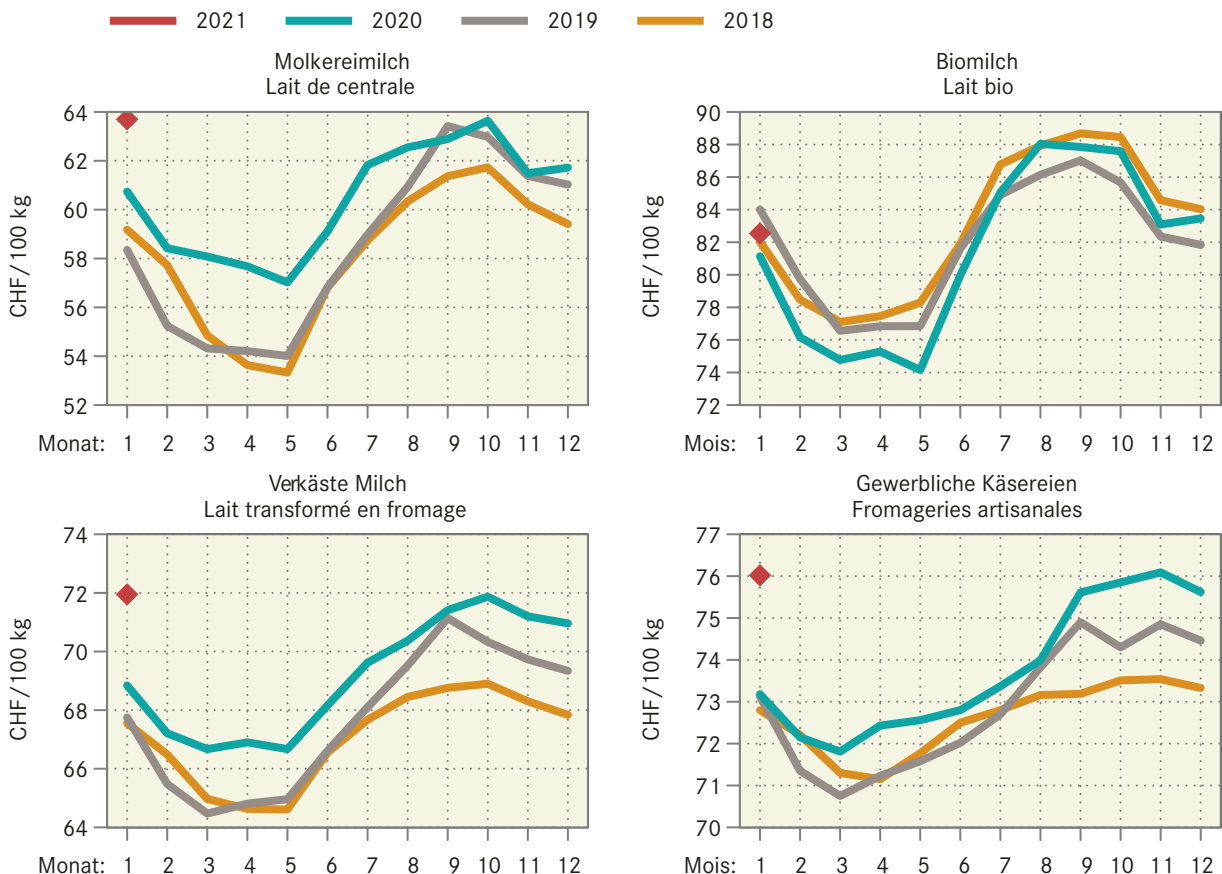 2021 2020 2019 2018
Molkereimilch
Lait de centrale
CHF / 100 kg
64
62
60
58
56
54
52
Monat: 1 2 3 4 5 6 7 8 9 10 11 12
Biomilch
Lait bio
CHF / 100 kg
90
88
86
84
82
80
78
76
74
72
Mois: 1 2 3 4 5 6 7 8 9 10 11 12
Verkäste Milch
Lait transformé en fromage
CHF / 100 kg
74
72
70
68
66
64
Monat: 1 2 3 4 5 6 7 8 9 10 11 12
Gewerbliche Käsereien
Fromageries artisanales
CHF / 100 kg
77
76
75
74
73
72
71
70
Mois: 1 2 3 4 5 6 7 8 9 10 11 12